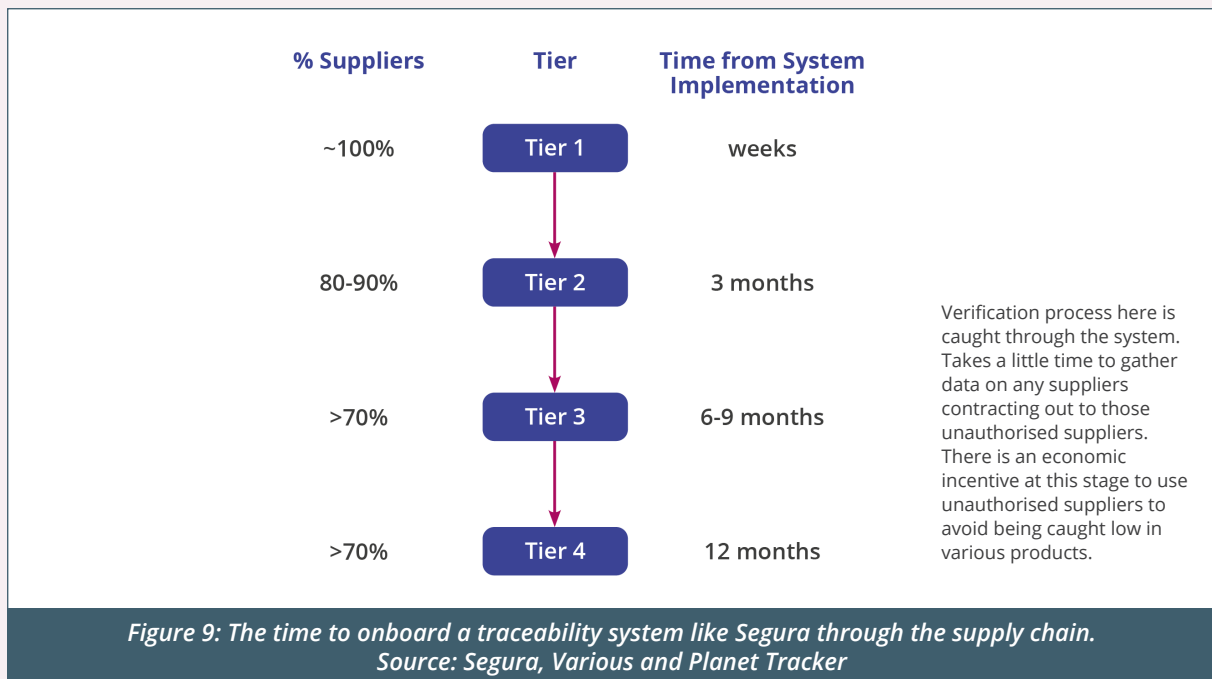 % Suppliers
Tier
Time from System
Implementation
~100%
Tier 1
weeks
80-90%
Tier 2
3 months
>70%
Tier 3
6-9 months
>70%
Tier 4
12 months
Verification process here is
caught through the system.
Takes a little time to gather
data on any suppliers
contracting out to those
unauthorised suppliers.
There is an economic
incentive at this stage to use
unauthorised suppliers to
avoid being caught low in
various products.
Figure 9: The time to onboard a traceability system like Segura through the supply chain.
Source: Segura, Various and Planet Tracker